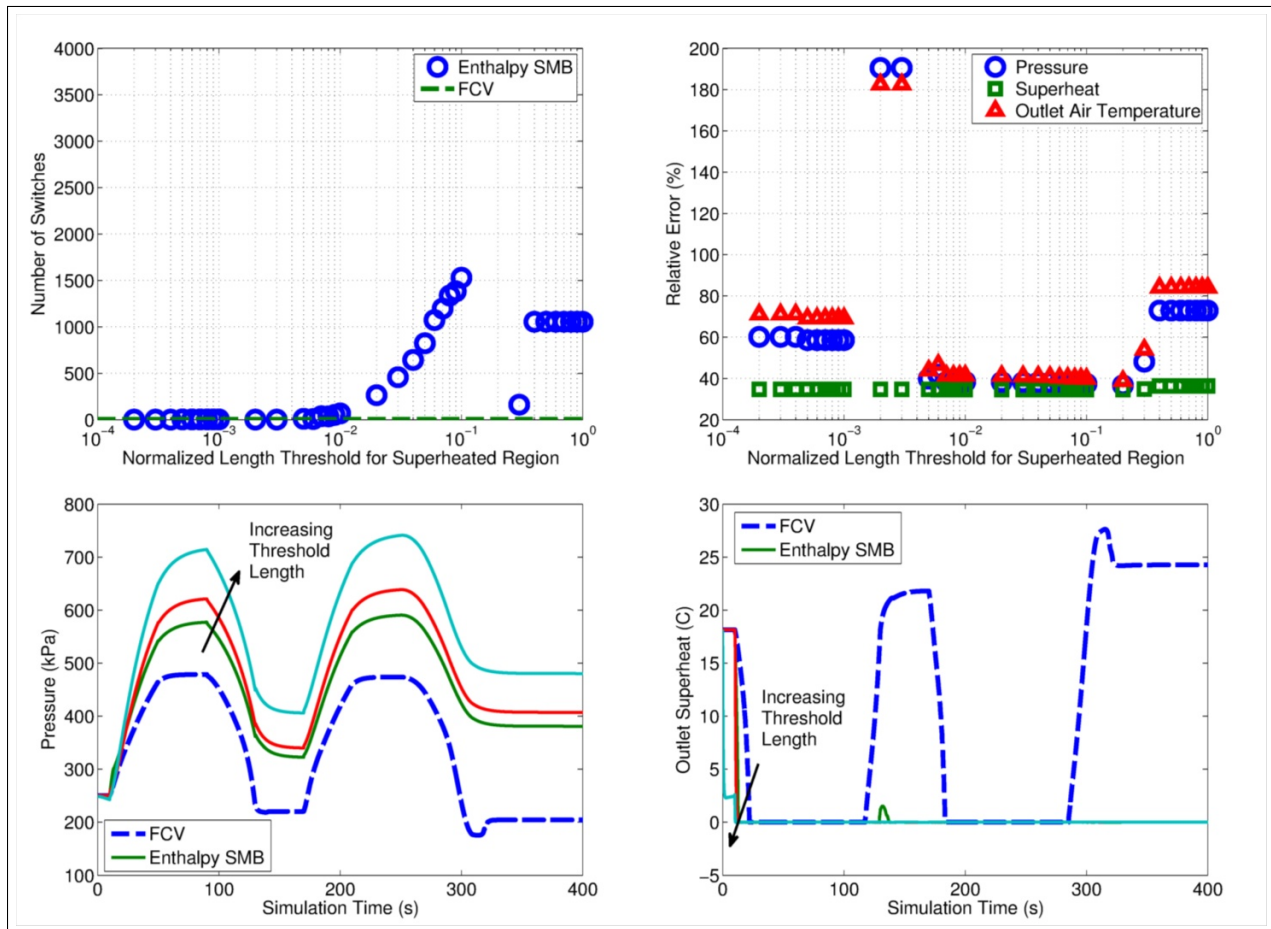 4000
3500
3000
2500
2000
1500
1000
500
0
10−4
10−3
10−2
10−1
100
Number of Switches
Normalized Length Threshold for Superheated Region
Enthalpy SMB
FCV
200
180
160
140
120
100
80
60
40
20
10−4
10−3
10−2
10−1
100
Relative Error (%)
Normalized Length Threshold for Superheated Region
Pressure
Superheat
Outlet Air Temperature
800
700
600
500
400
300
200
100
0
100
200
300
400
Pressure (kPa)
Simulation Time (s)
Increasing
Threshold
Length
FCV
Enthalpy SMB
30
25
20
15
10
5
0
−5
0
100
200
300
400
Outlet Superheat (C)
Simulation Time (s)
FCV
Enthalpy SMB
Increasing
Threshold
Length